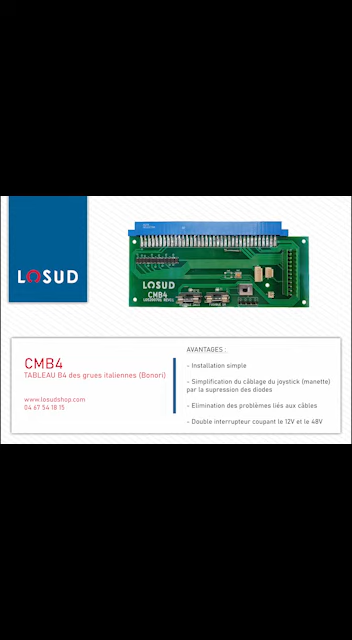 LOSUD
LOSUD
CMB4
CMB4
TABLEAU B4 des grues italiennes (Bonori)
www.losudshop.com
04 67 54 18 15
AVANTAGES :
- Installation simple
- Simplification du câblage du joystick (manette)
par la supression des diodes
- Elimination des problèmes liés aux câbles
- Double interrupteur coupant le 12V et le 48V